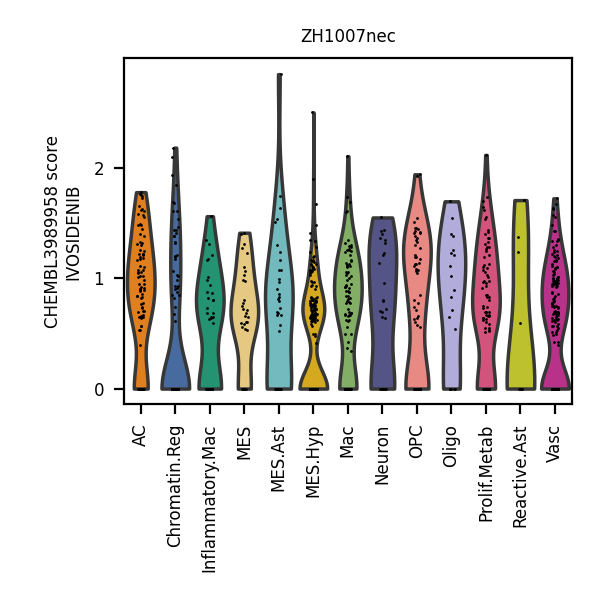 ZH1007nec
CHEMBL3989958 score
IVOSIDENIB
2
1
0
AC
Chromatin.Reg
Inflammatory.Mac
MES
MES.Ast
MES.Hyp
Mac
Neuron
OPC
Oligo
Prolif.Metab
Reactive.Ast
Vasc